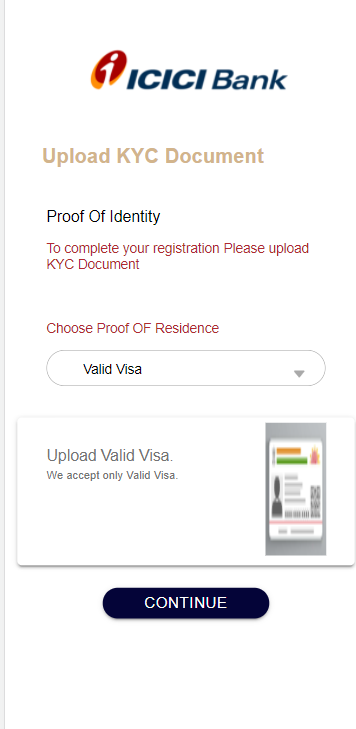 ICICI Bank
Upload KYC Document
Proof Of Identity
To complete your registration Please upload
KYC Document
Choose Proof OF Residence
Valid Visa
Upload Valid Visa.
We accept only Valid Visa.
CONTINUE